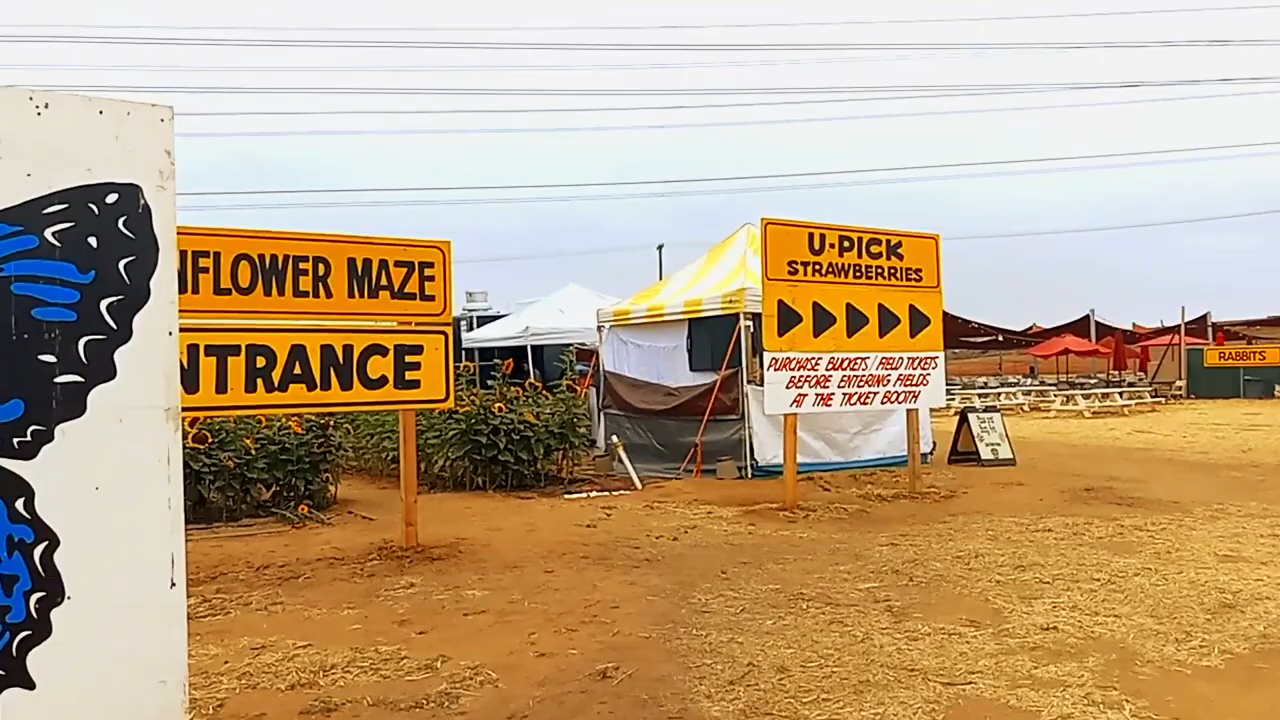 NFLOWER MAZE
NTRANCE
U-PICK
STRAWBERRIES
PURCHASE BUCKETS / FIELD TICKETS
BEFORE ENTERING FIELDS
AT THE TICKET BOOTH
RABBITS